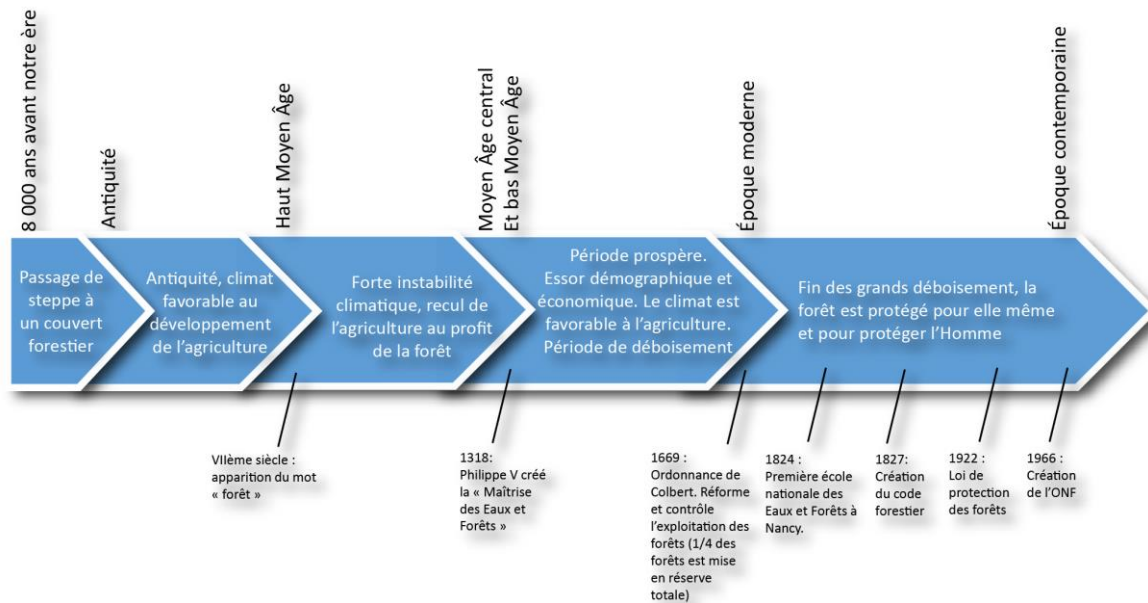 8 000 ans avant notre ère
Antiquité
Haut Moyen Âge
Moyen Âge central
Et bas Moyen Âge
Époque moderne
Époque contemporaine
Passage de
steppe à
un couvert
forestier
Antiquité, climat
favorable au
développement
de l'agriculture
Forte instabilité
climatique, recul de
l'agriculture au profit
de la forêt
Période prospère.
Essor démographique et
économique. Le climat est
favorable à l'agriculture.
Période de déboisement
Fin des grands déboisement, la
forêt est protégé pour elle même
et pour protéger l'Homme
VIIème siècle :
apparition du mot
« forêt »
1318:
Philippe V créé
la « Maîtrise
des Eaux et
Forêts »
1669 :
Ordonnance de
Colbert. Réforme
et contrôle
l'exploitation des
forêts (1/4 des
forêts est mise
en réserve
totale)
1824 :
Première école
nationale des
Eaux et Forêts à
Nancy.
1827:
Création
du code
forestier
1922 :
Loi de
protection
des forêts
1966 :
Création
de l'ONF